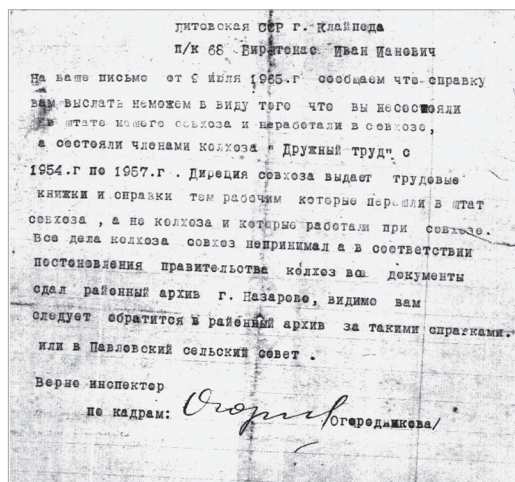 Литовская ССР г. Клайпеда
п/к 68 Биратонас Иван Ианович
На ваше письмо от 9 июля 1965.г сообщаем что справку
вам выслать неможем в виду того что вы несостояли
в штате нашего совхоза и неработали в совхозе,
а состояли членами колхоза " Дружный труд" с
1954.г по 1957.г . Диреция совхоза выдает трудовые
книжки и справки тем рабочим которые перешли в штат
совхоза , а не колхоза и которые работали при совхозе.
Все дела колхоза совхоз непринимал а в соответствии
постоновления правительства колхоз все документы
сдал районный архив г. Назарово, видимо вам
следует обратится в районный архив за такими справками.
или в Павловский сельский совет .
Верно инспектор
по кадрам: /Огородникова/